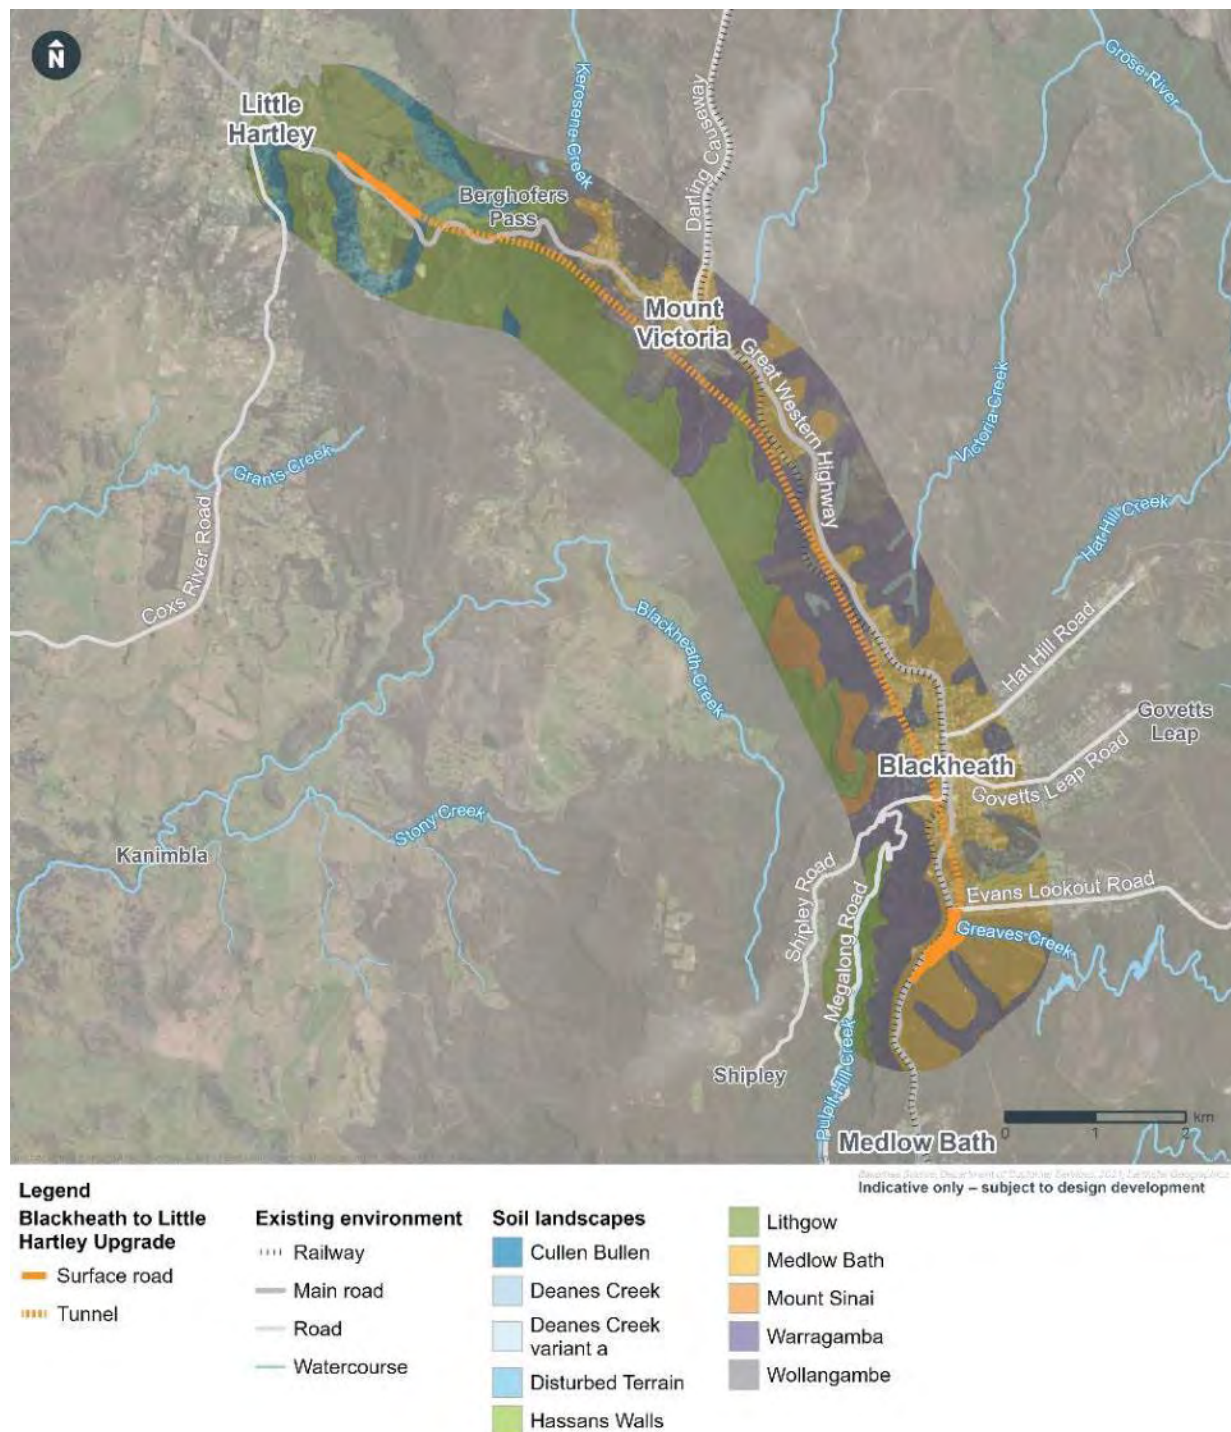 N
Little
Hartley
Kerosene Creek
Darling Causeway
Grose River
Berghofers
Pass
Mount
Victoria
Great Western Highway
Victoria Creek
Hat Hill Creek
Grants Creek
Coxs River Road
Blackheath Creek
Hat Hill Road
Govetts
Leap
Blackheath
Govetts Leap Road
Stony Creek
Kanimbla
Shipley Road
Megalong Road
Evans Lookout Road
Greaves Creek
Shipley
Pulpit Hill Creek
Medlow Bath
km
0 1 2
Indicative only – subject to design development
Legend
Blackheath to Little
Hartley Upgrade
Surface road
Tunnel
Existing environment
Railway
Main road
Road
Watercourse
Soil landscapes
Cullen Bullen
Deanes Creek
Deanes Creek
variant a
Disturbed Terrain
Hassans Walls
Lithgow
Medlow Bath
Mount Sinai
Warragamba
Wollangambe